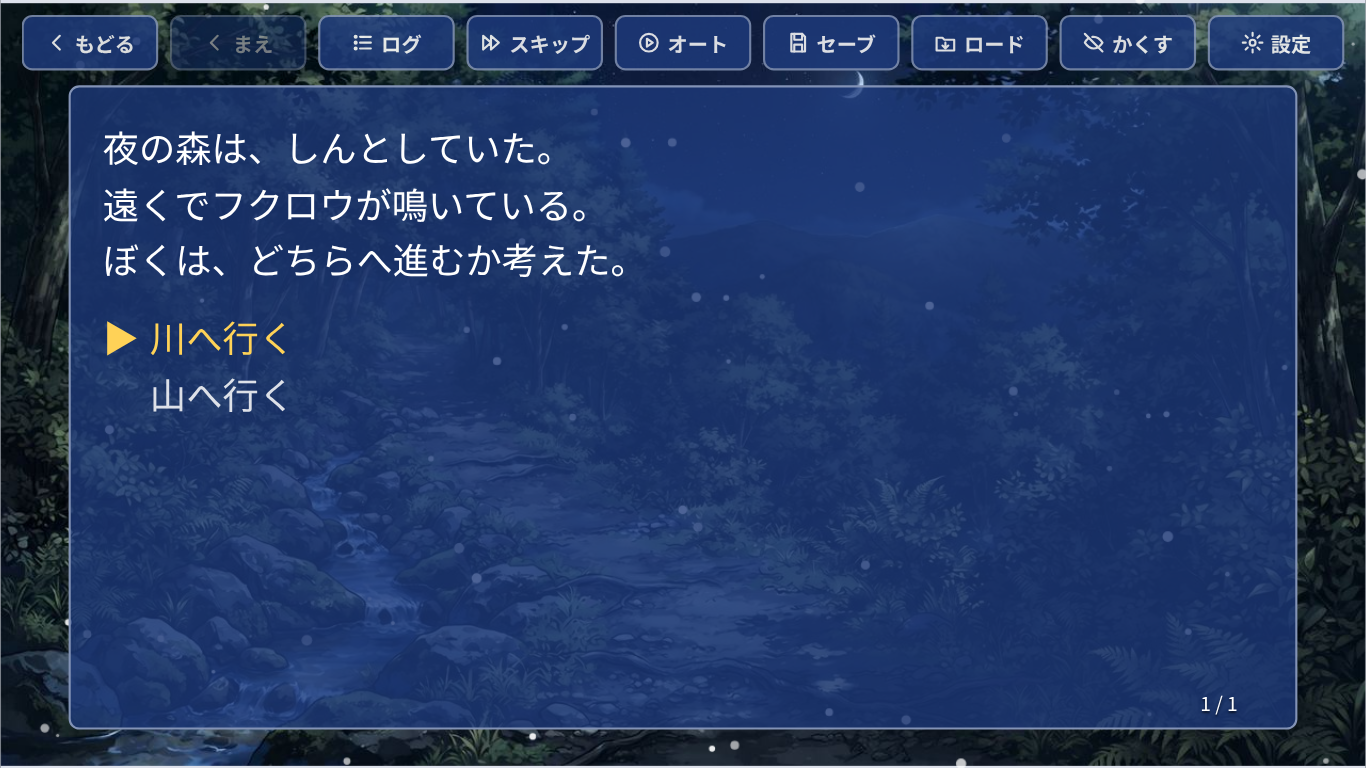 もどる
まえ
ログ
スキップ
オート
セーブ
ロード
かくす
設定
夜の森は、しんとしていた。
遠くでフクロウが鳴いている。
ぼくは、どちらへ進むか考えた。
▶ 川へ行く
山へ行く
1 / 1